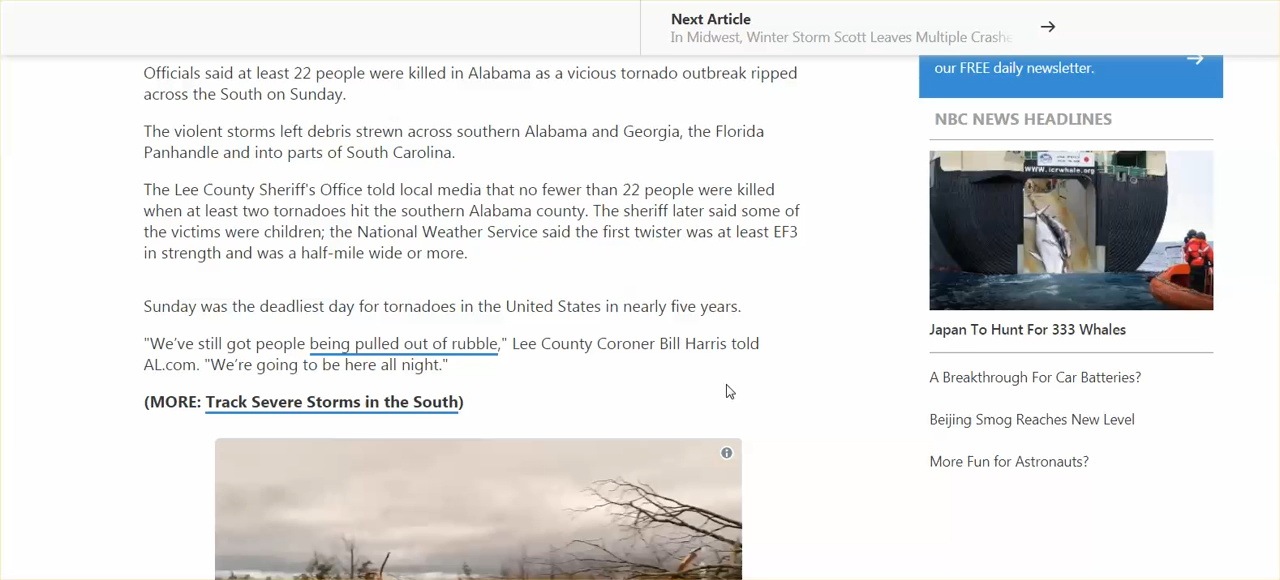 Next Article
In Midwest, Winter Storm Scott Leaves Multiple Crashe
Officials said at least 22 people were killed in Alabama as a vicious tornado outbreak ripped
across the South on Sunday.
The violent storms left debris strewn across southern Alabama and Georgia, the Florida
Panhandle and into parts of South Carolina.
The Lee County Sheriff's Office told local media that no fewer than 22 people were killed
when at least two tornadoes hit the southern Alabama county. The sheriff later said some of
the victims were children; the National Weather Service said the first twister was at least EF3
in strength and was a half-mile wide or more.
Sunday was the deadliest day for tornadoes in the United States in nearly five years.
"We've still got people being pulled out of rubble," Lee County Coroner Bill Harris told
AL.com. "We're going to be here all night."
(MORE: Track Severe Storms in the South)
our FREE daily newsletter.
NBC NEWS HEADLINES
www.icrwhale.org
Japan To Hunt For 333 Whales
A Breakthrough For Car Batteries?
Beijing Smog Reaches New Level
More Fun for Astronauts?